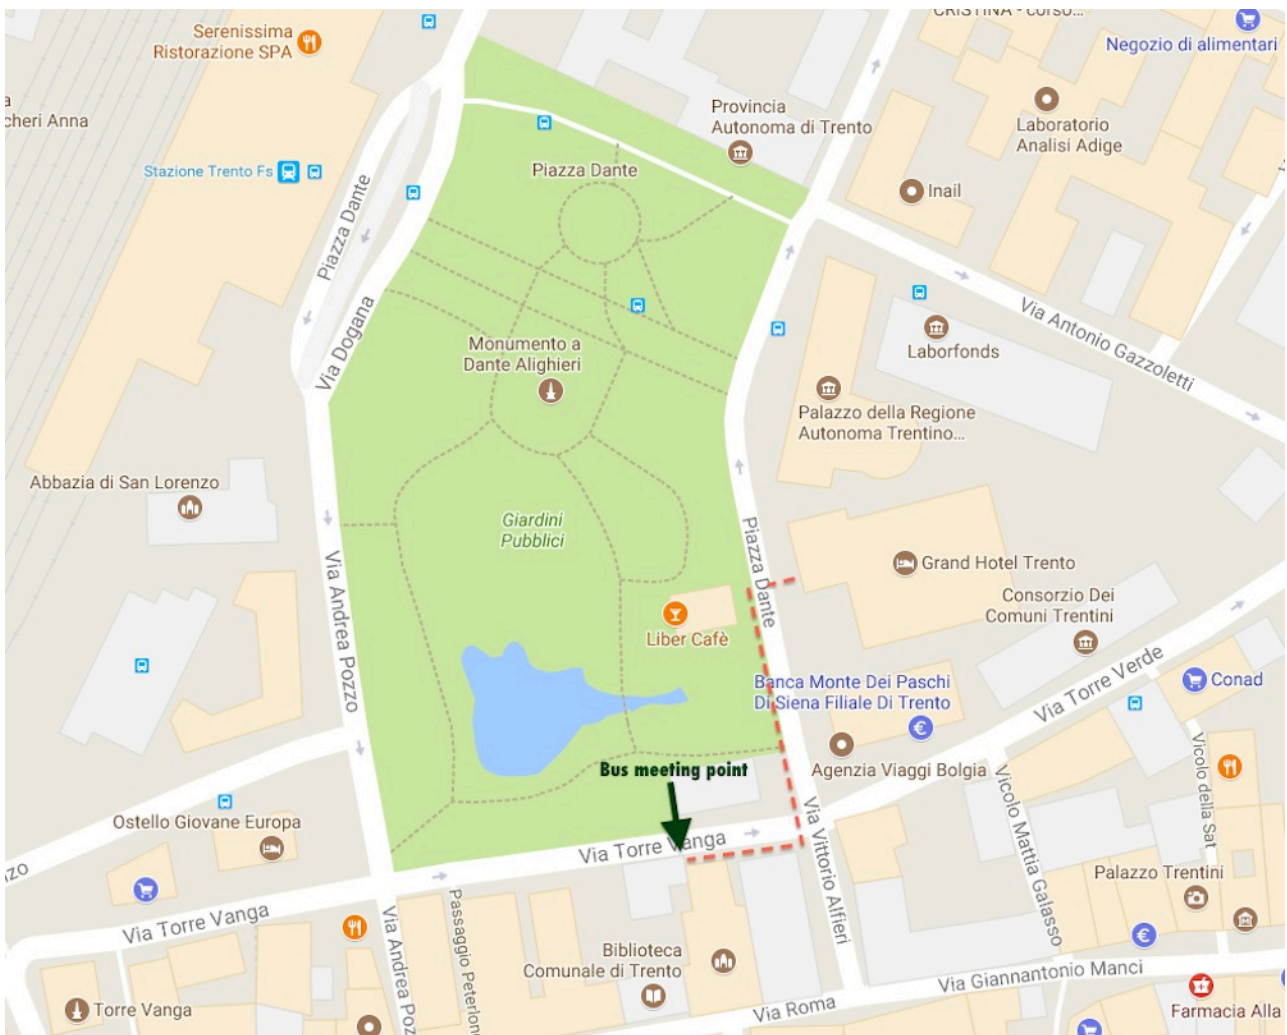 CRISTINA - corso...
Serenissima
Ristorazione SPA
Negozio di alimentari
a
cheri Anna
Provincia
Autonoma di Trento
Laboratorio
Analisi Adige
Stazione Trento Fs
Piazza Dante
Inail
Piazza Dante
Via Dogana
Via Antonio Gazzoletti
Monumento a
Dante Alighieri
Laborfonds
Palazzo della Regione
Autonoma Trentino...
Abbazia di San Lorenzo
Giardini
Pubblici
Piazza Dante
Grand Hotel Trento
Via Andrea Pozzo
Consorzio Dei
Comuni Trentini
Liber Cafè
Banca Monte Dei Paschi
Di Siena Filiale Di Trento
Via Torre Verde
Conad
Bus meeting point
Agenzia Viaggi Bolgia
Vicolo della Sat
Ostello Giovane Europa
Via Torre Vanga
Via Vittorio Alfieri
Vicolo Mattia Galasso
zzo
Palazzo Trentini
Via Torre Vanga
Via Andrea Poz
Passaggio Peterlong
Biblioteca
Comunale di Trento
Via Giannantonio Manci
Torre Vanga
Via Roma
Farmacia Alla